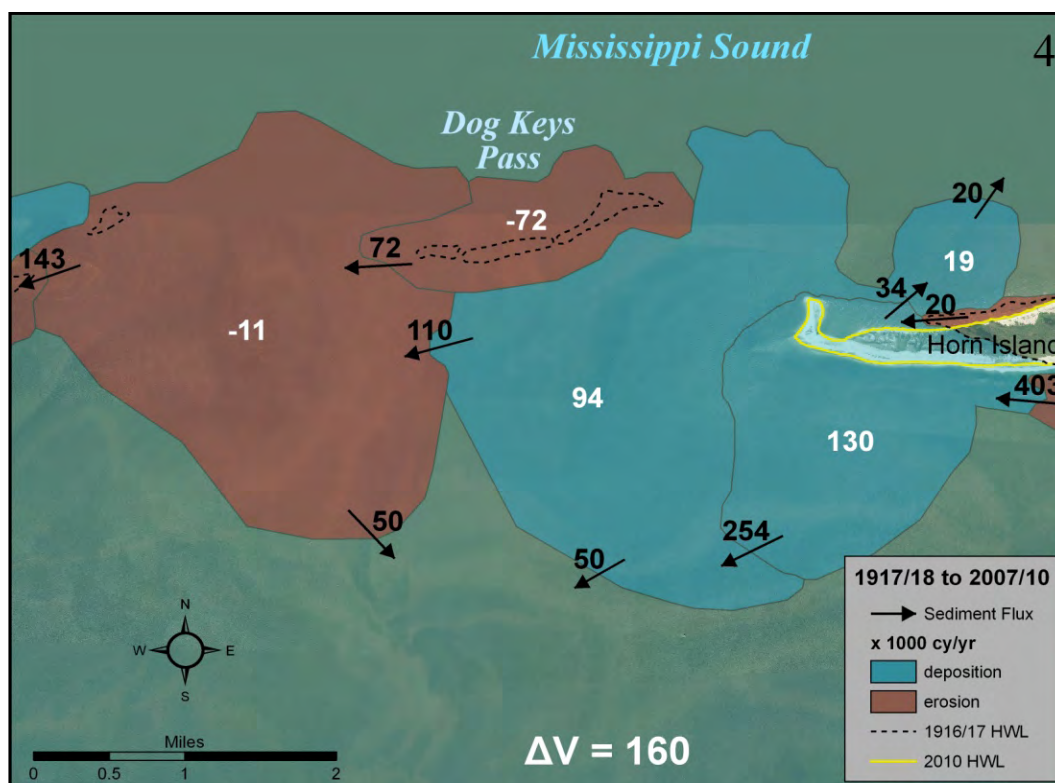 Mississippi Sound
4
Dog Keys
Pass
20
-72
143
72
19
34
20
-11
110
Horn Island
403
94
130
50
254
50
1917/18 to 2007/10
Sediment Flux
x 1000 cy/yr
deposition
erosion
1916/17 HWL
2010 HWL
N
W
E
S
Miles
0
0.5
1
2
ΔV = 160